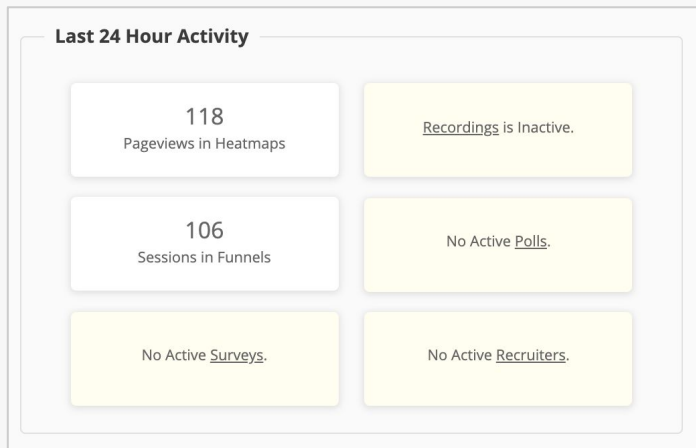 Last 24 Hour Activity
118
Pageviews in Heatmaps
Recordings is Inactive.
106
Sessions in Funnels
No Active Polls.
No Active Surveys.
No Active Recruiters.